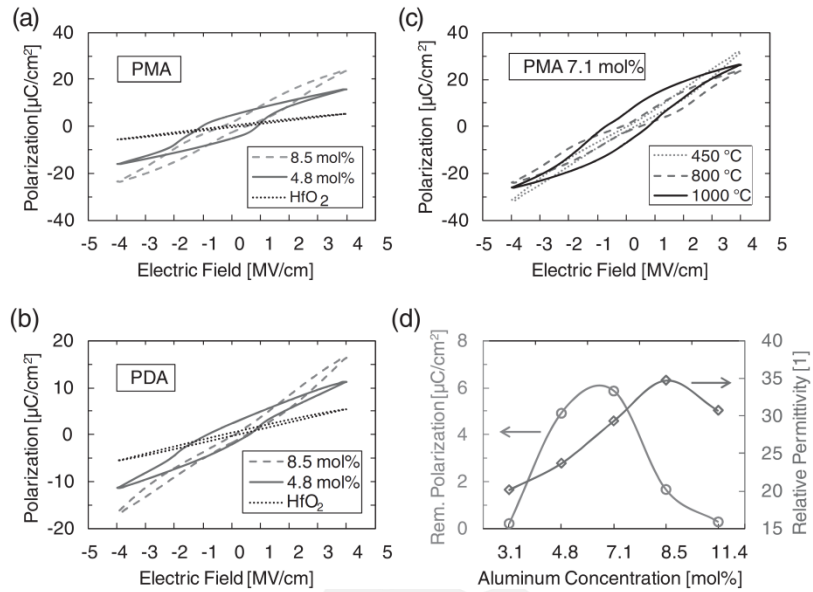 (a)
PMA
Polarization [µC/cm²]
40
20
0
-20
-40
8.5 mol%
4.8 mol%
HfO₂
-5 -4 -3 -2 -1 0 1 2 3 4 5
Electric Field [MV/cm]
(c)
PMA 7.1 mol%
Polarization [µC/cm²]
40
20
0
-20
-40
450 °C
800 °C
1000 °C
-5 -4 -3 -2 -1 0 1 2 3 4 5
Electric Field [MV/cm]
(b)
PDA
Polarization [µC/cm²]
20
10
0
-10
-20
8.5 mol%
4.8 mol%
HfO₂
-5 -4 -3 -2 -1 0 1 2 3 4 5
Electric Field [MV/cm]
(d)
Rem. Polarization [µC/cm²]
8
6
4
2
0
40
35
30
25
20
15
Relative Permittivity [1]
3.1 4.8 7.1 8.5 11.4
Aluminum Concentration [mol%]